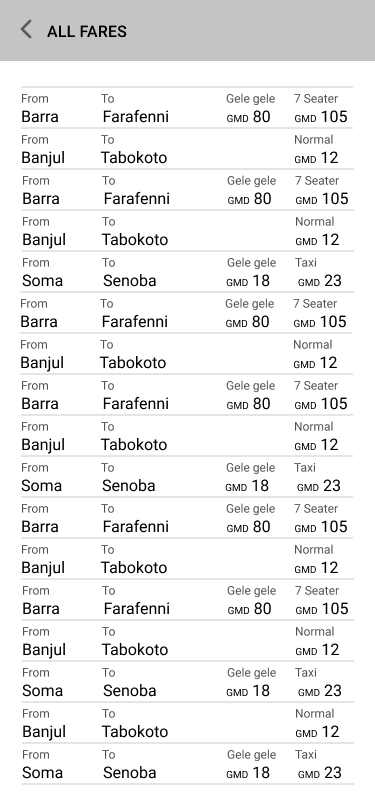 ALL FARES
From To Gele gele 7 Seater
Barra Farafenni GMD 80 GMD 105
From To Normal
Banjul Tabokoto GMD 12
From To Gele gele 7 Seater
Barra Farafenni GMD 80 GMD 105
From To Normal
Banjul Tabokoto GMD 12
From To Gele gele Taxi
Soma Senoba GMD 18 GMD 23
From To Gele gele 7 Seater
Barra Farafenni GMD 80 GMD 105
From To Normal
Banjul Tabokoto GMD 12
From To Gele gele 7 Seater
Barra Farafenni GMD 80 GMD 105
From To Normal
Banjul Tabokoto GMD 12
From To Gele gele Taxi
Soma Senoba GMD 18 GMD 23
From To Gele gele 7 Seater
Barra Farafenni GMD 80 GMD 105
From To Normal
Banjul Tabokoto GMD 12
From To Gele gele 7 Seater
Barra Farafenni GMD 80 GMD 105
From To Normal
Banjul Tabokoto GMD 12
From To Gele gele Taxi
Soma Senoba GMD 18 GMD 23
From To Normal
Banjul Tabokoto GMD 12
From To Gele gele Taxi
Soma Senoba GMD 18 GMD 23